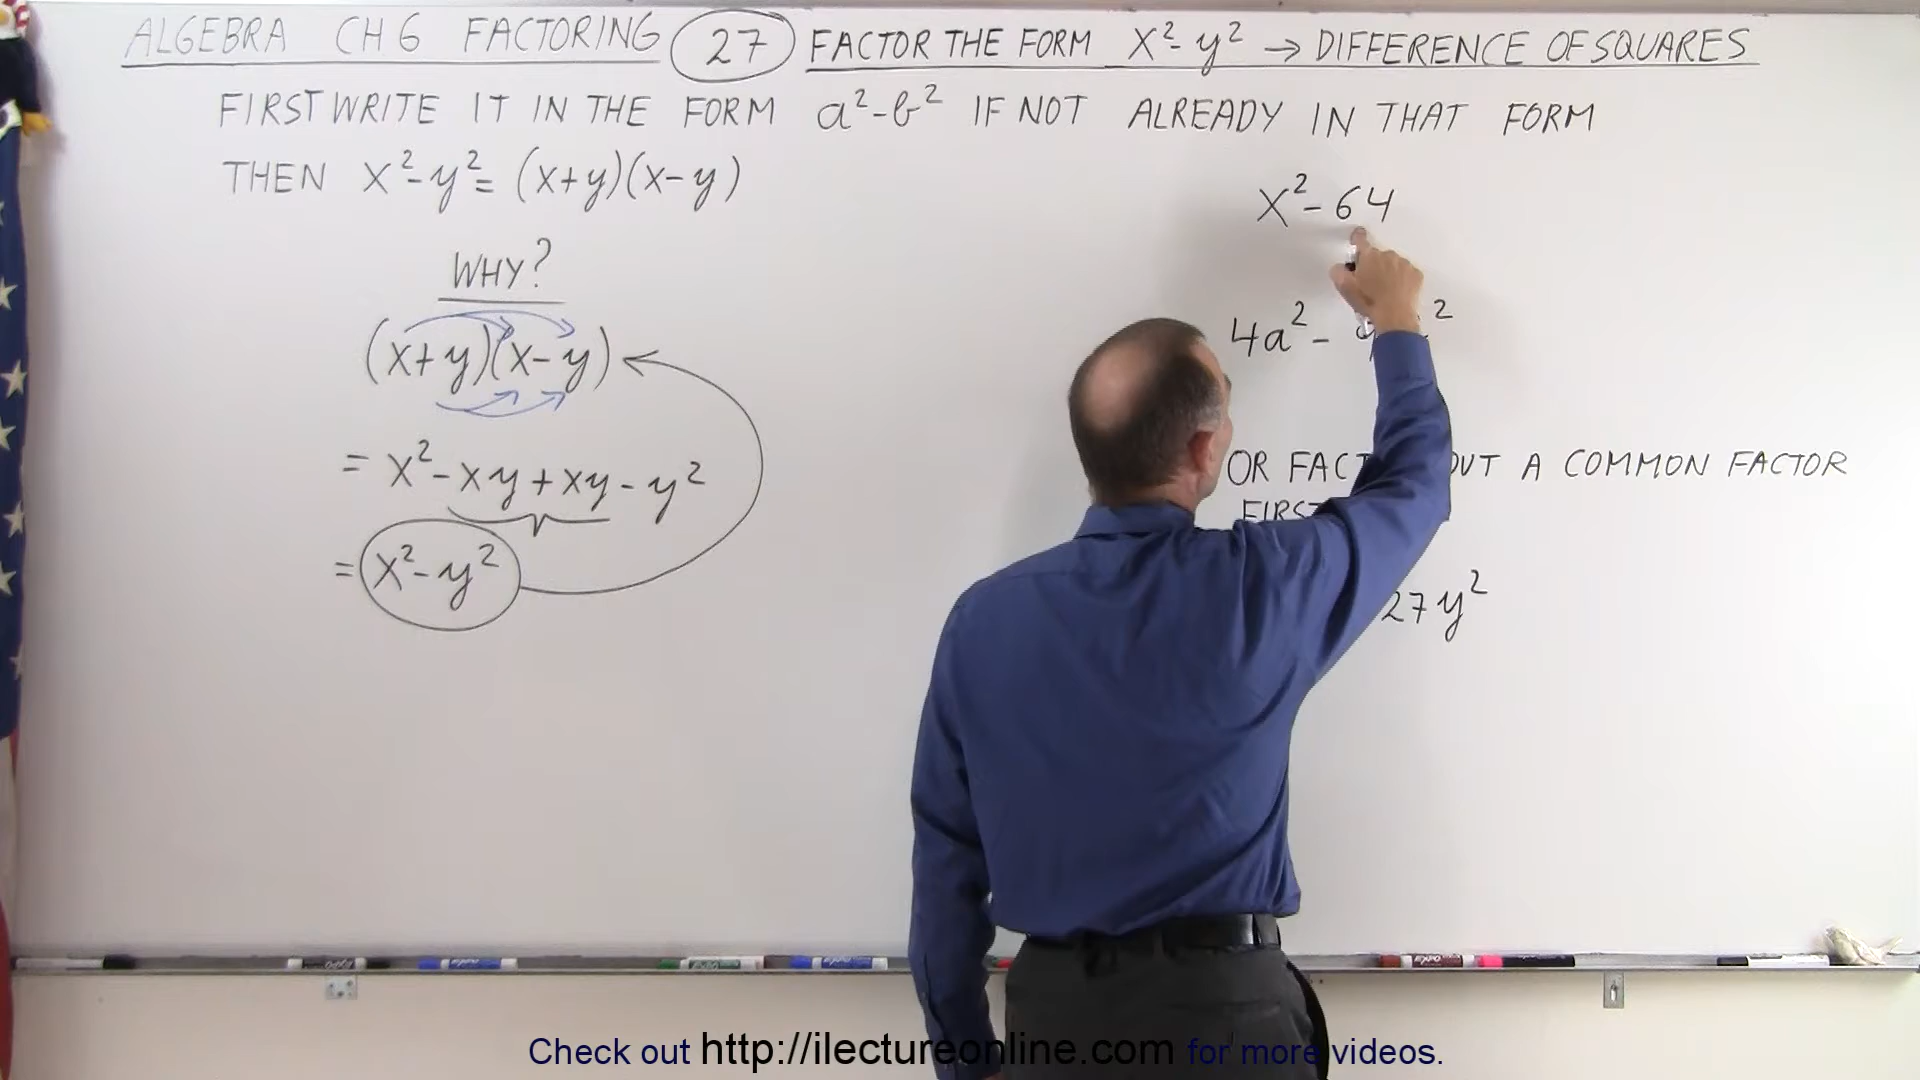 ALGEBRA CH 6 FACTORING 27 FACTOR THE FORM x²-y² → DIFFERENCE OF SQUARES
FIRST WRITE IT IN THE FORM a²-b² IF NOT ALREADY IN THAT FORM
THEN x²-y²= (x+y)(x-y)
x²-64
WHY?
4a²- ²
(x+y)(x-y)
OR OUT A COMMON FACTOR
= x²-xy+xy-y²
= x²-y²
27y²
Check out http://ilectureonline.com for more videos.